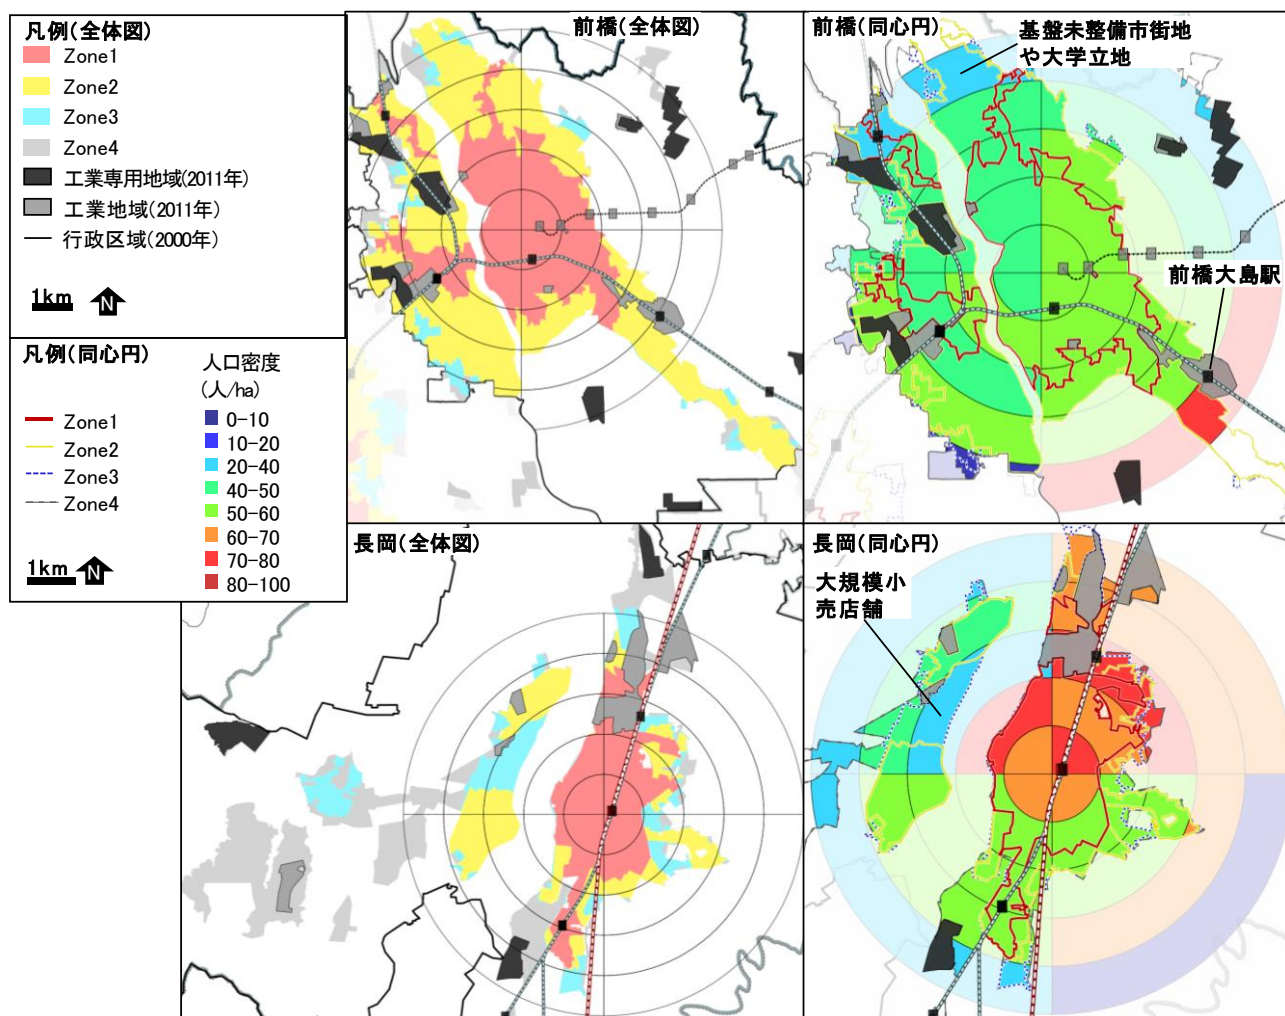 凡例(全体図)
Zone1
Zone2
Zone3
Zone4
工業専用地域(2011年)
工業地域(2011年)
行政区域(2000年)
1km
N
凡例(同心円)
Zone1
Zone2
Zone3
Zone4
1km
N
人口密度
(人/ha)
0-10
10-20
20-40
40-50
50-60
60-70
70-80
80-100
前橋(全体図)
前橋(同心円)
基盤未整備市街地
や大学立地
前橋大島駅
長岡(全体図)
長岡(同心円)
大規模小
売店舗